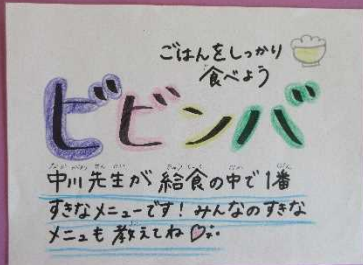 ごはんをしっかり
食べよう
ビビンバ
中川先生が給食の中で1番
すきなメニューです！みんなのすきな
メニューも教えてね♡